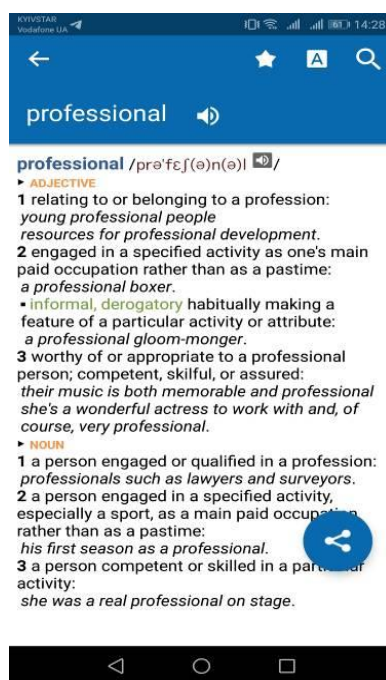 KYIVSTAR
Vodafone UA
61 14:28
A
professional
professional /prəˈfɛʃ(ə)n(ə)l /
▸ ADJECTIVE
1 relating to or belonging to a profession:
young professional people
resources for professional development.
2 engaged in a specified activity as one's main
paid occupation rather than as a pastime:
a professional boxer.
▪ informal, derogatory habitually making a
feature of a particular activity or attribute:
a professional gloom-monger.
3 worthy of or appropriate to a professional
person; competent, skilful, or assured:
their music is both memorable and professional
she's a wonderful actress to work with and, of
course, very professional.
▸ NOUN
1 a person engaged or qualified in a profession:
professionals such as lawyers and surveyors.
2 a person engaged in a specified activity,
especially a sport, as a main paid occupation
rather than as a pastime:
his first season as a professional.
3 a person competent or skilled in a particular
activity:
she was a real professional on stage.